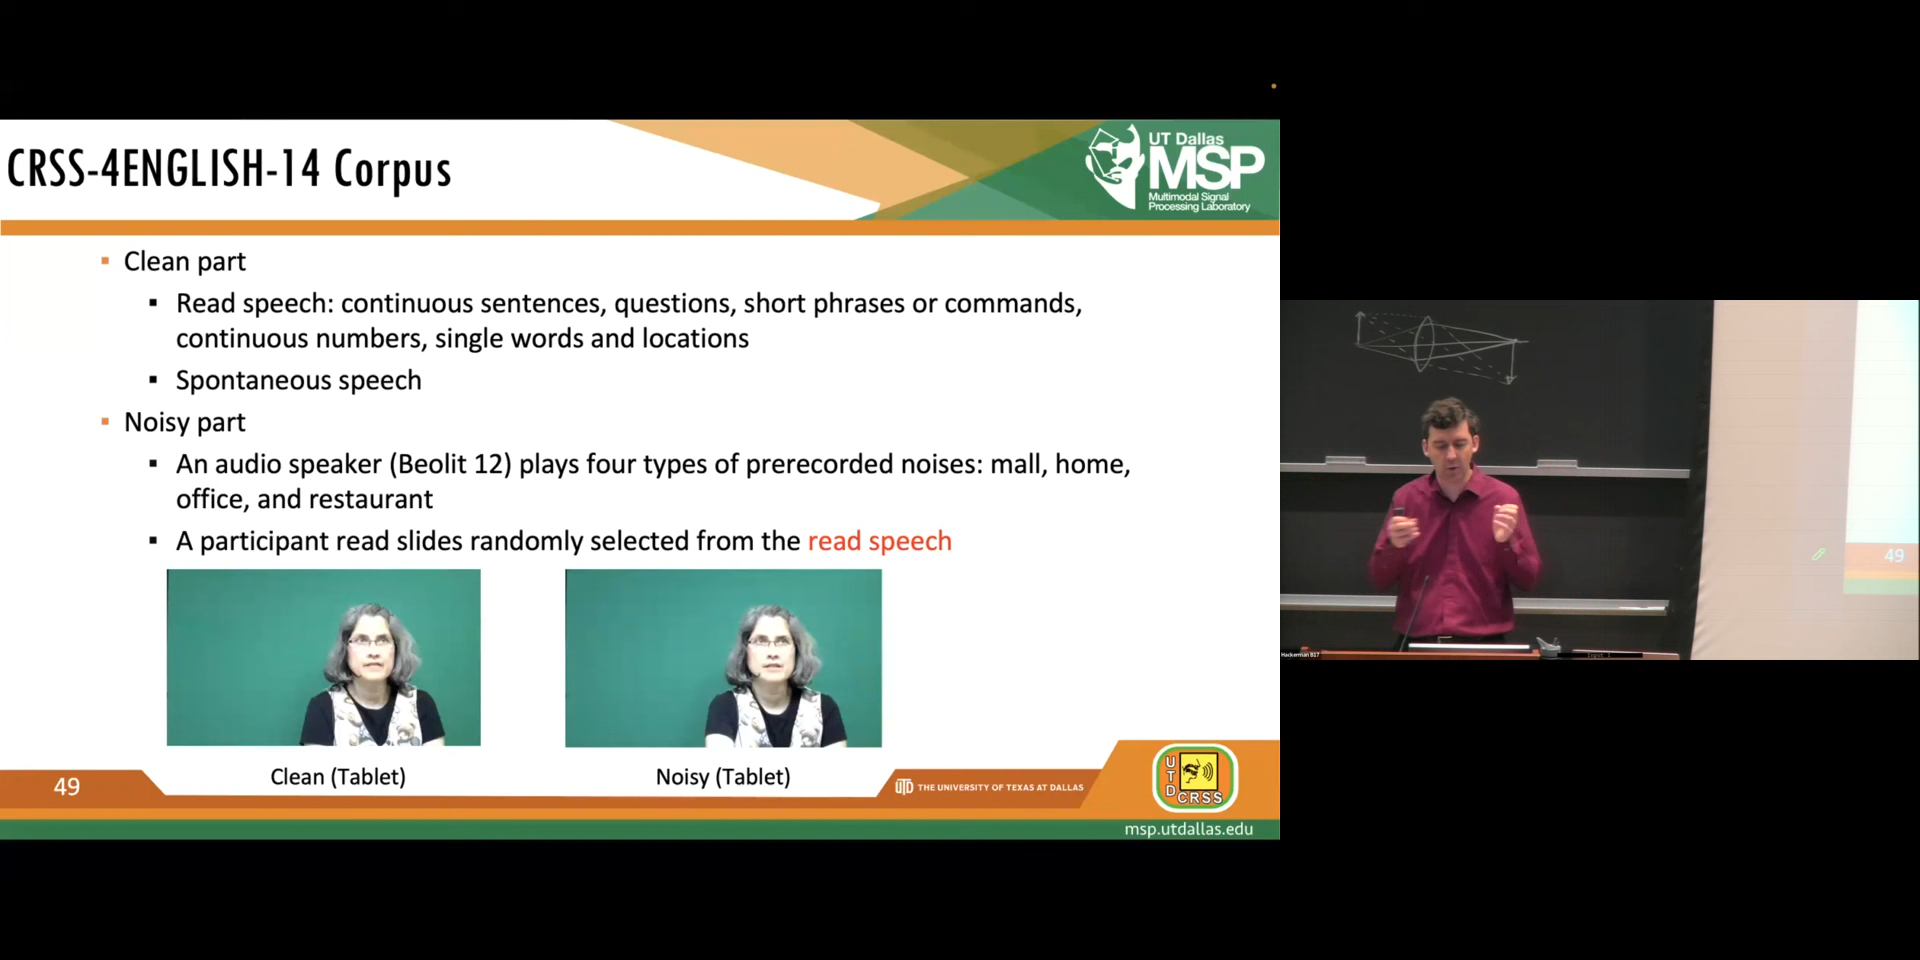 CRSS-4ENGLISH-14 Corpus
UT Dallas
MSP
Multimodal Signal
Processing Laboratory
▪ Clean part
▪ Read speech: continuous sentences, questions, short phrases or commands,
continuous numbers, single words and locations
▪ Spontaneous speech
▪ Noisy part
▪ An audio speaker (Beolit 12) plays four types of prerecorded noises: mall, home,
office, and restaurant
▪ A participant read slides randomly selected from the read speech
Clean (Tablet)
Noisy (Tablet)
49
UTD THE UNIVERSITY OF TEXAS AT DALLAS
UTD
CRSS
msp.utdallas.edu
49
Hackerman B17